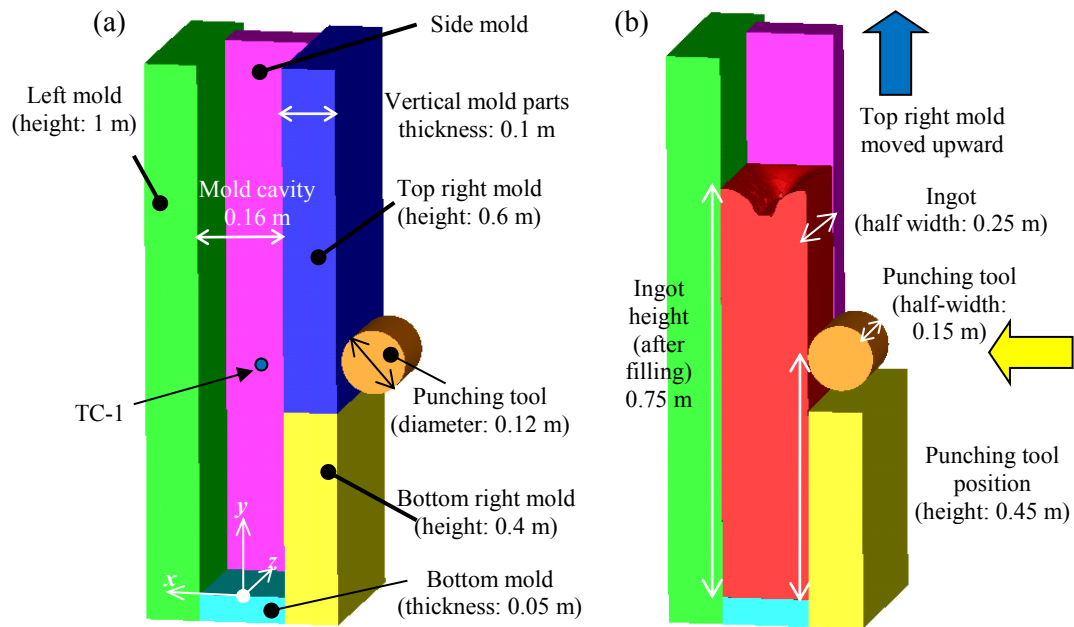 (a)
Side mold
Left mold
(height: 1 m)
Vertical mold parts
thickness: 0.1 m
Mold cavity
0.16 m
Top right mold
(height: 0.6 m)
TC-1
Punching tool
(diameter: 0.12 m)
Bottom right mold
(height: 0.4 m)
y
z
x
Bottom mold
(thickness: 0.05 m)
(b)
Top right mold
moved upward
Ingot
(half width: 0.25 m)
Punching tool
(half-width:
0.15 m)
Ingot
height
(after
filling)
0.75 m
Punching tool
position
(height: 0.45 m)